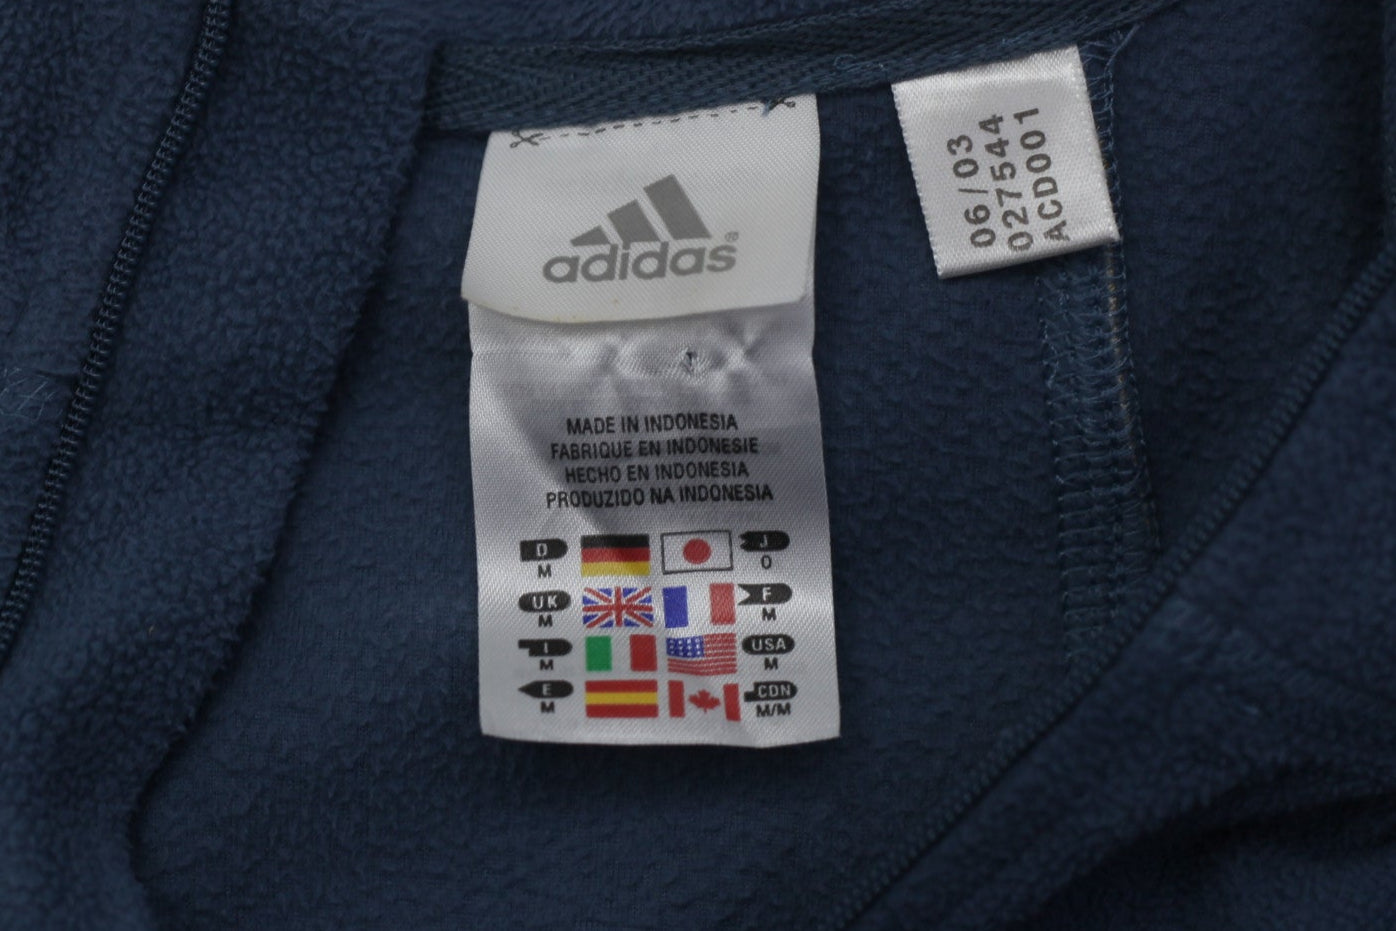 adidas
MADE IN INDONESIA
FABRIQUE EN INDONESIE
HECHO EN INDONESIA
PRODUZIDO NA INDONESIA
D J
M O
UK F
M M
I USA
M M
E CDN
M M/M
06/03
027544
ACD001